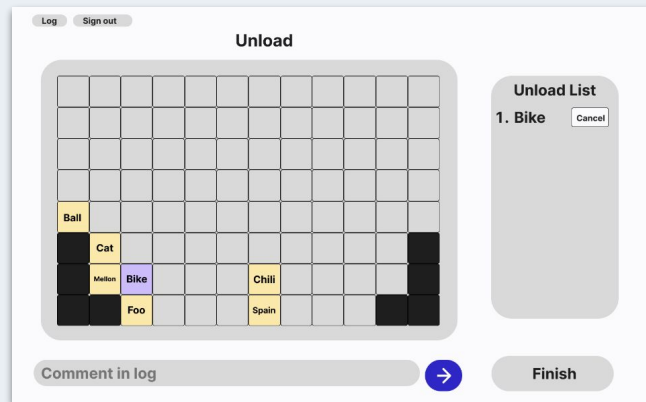 Log Sign out
Unload
Unload List
1. Bike Cancel
Ball
Cat
Mellon Bike Chili
Foo Spain
Comment in log
Finish